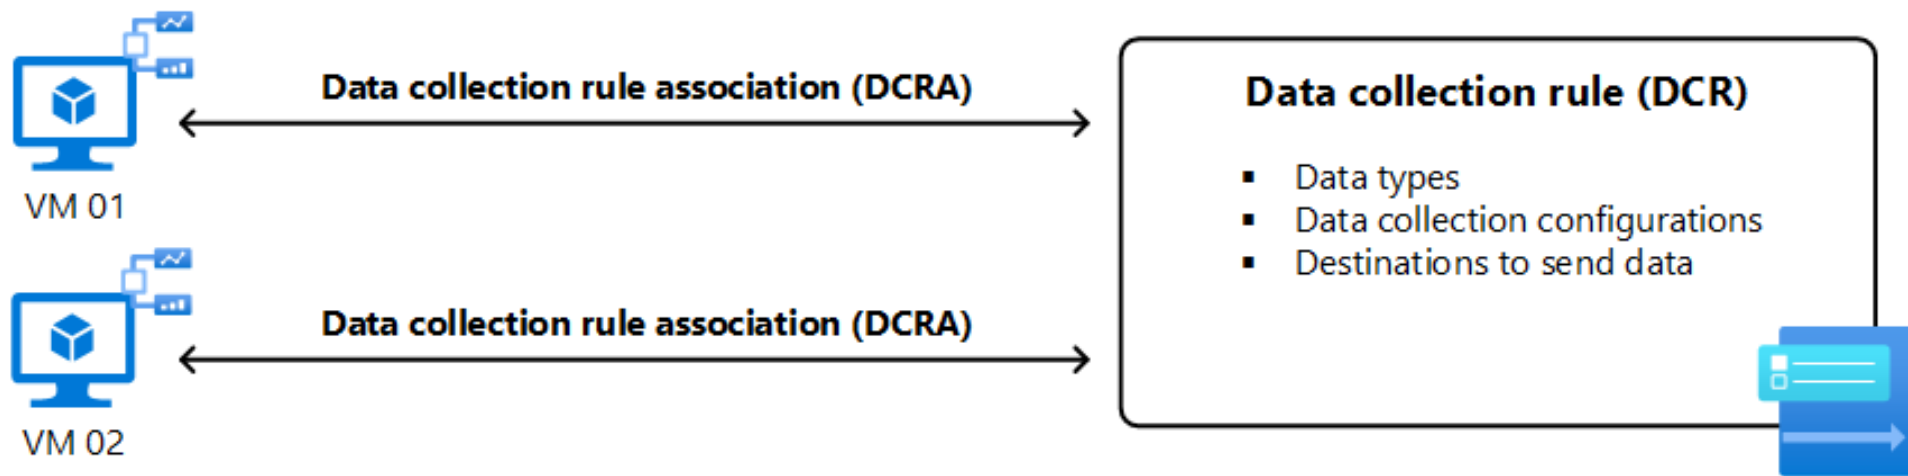 Data collection rule association (DCRA)
VM 01
Data collection rule association (DCRA)
VM 02
Data collection rule (DCR)
▪ Data types
▪ Data collection configurations
▪ Destinations to send data